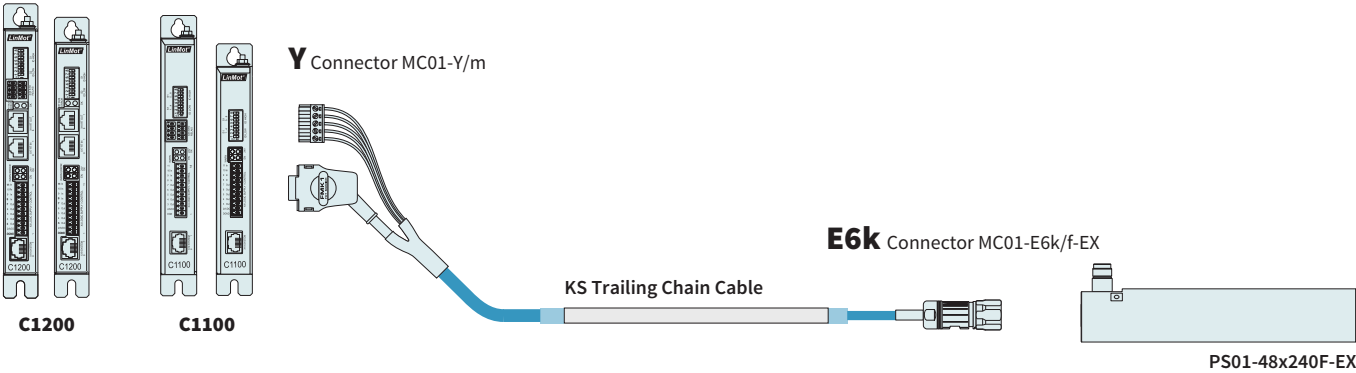 LinMot
LinMot
LinMot
LinMot
Y Connector MC01-Y/m
E6k Connector MC01-E6k/f-EX
KS Trailing Chain Cable
C1200
C1200
C1100
C1100
C1200
C1100
PS01-48x240F-EX